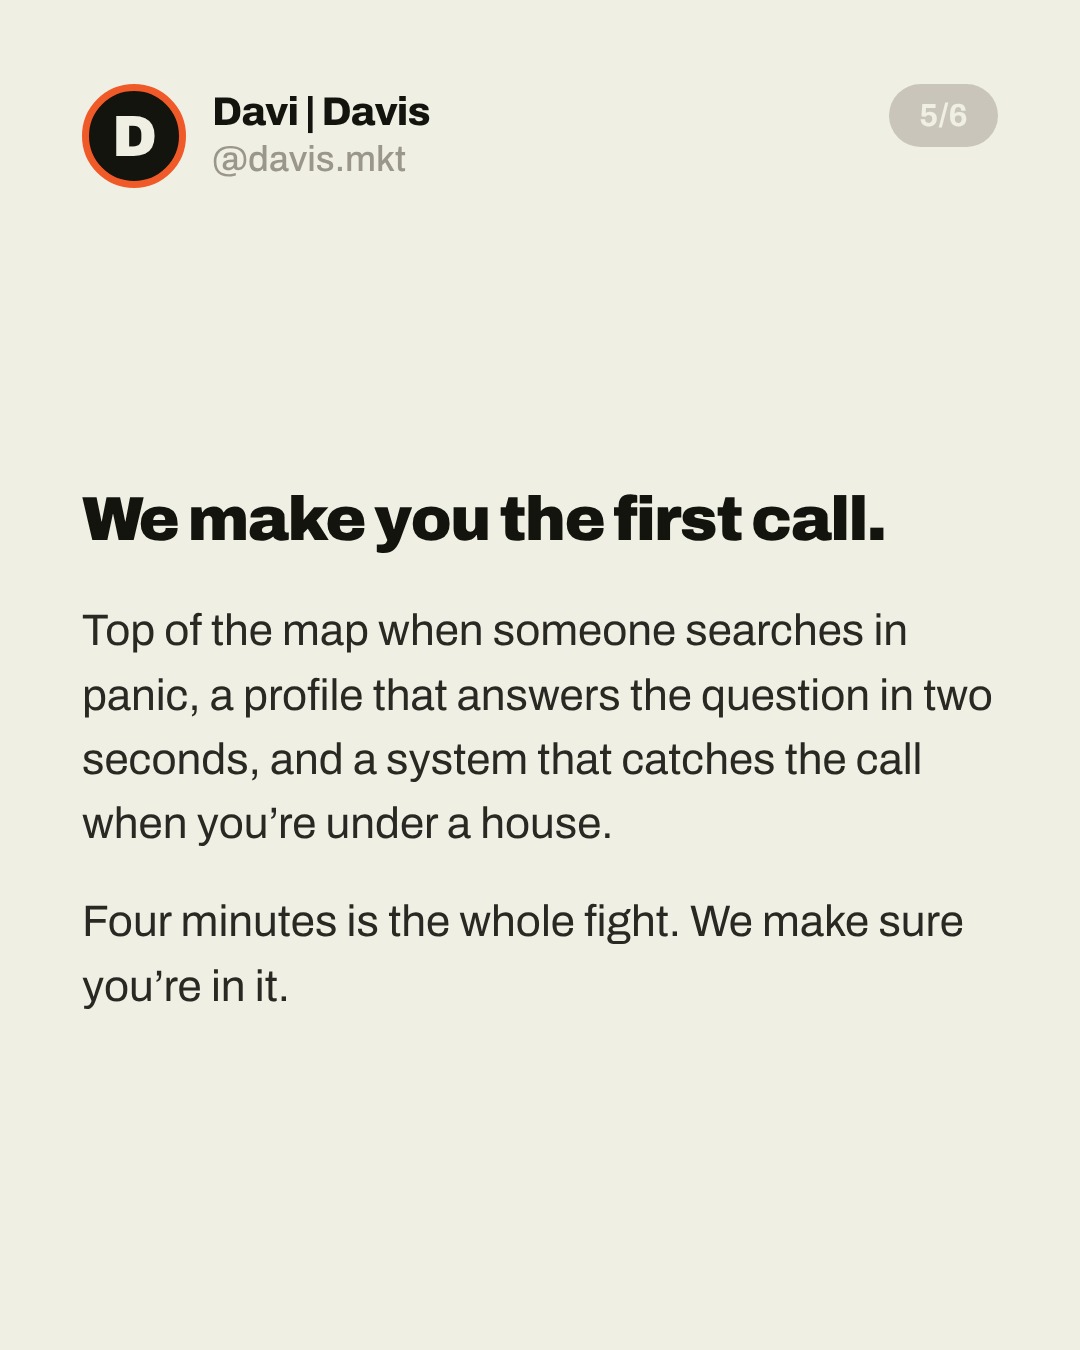 D
Davi | Davis
@davis.mkt
5/6
We make you the first call.
Top of the map when someone searches in
panic, a profile that answers the question in two
seconds, and a system that catches the call
when you’re under a house.
Four minutes is the whole fight. We make sure
you’re in it.